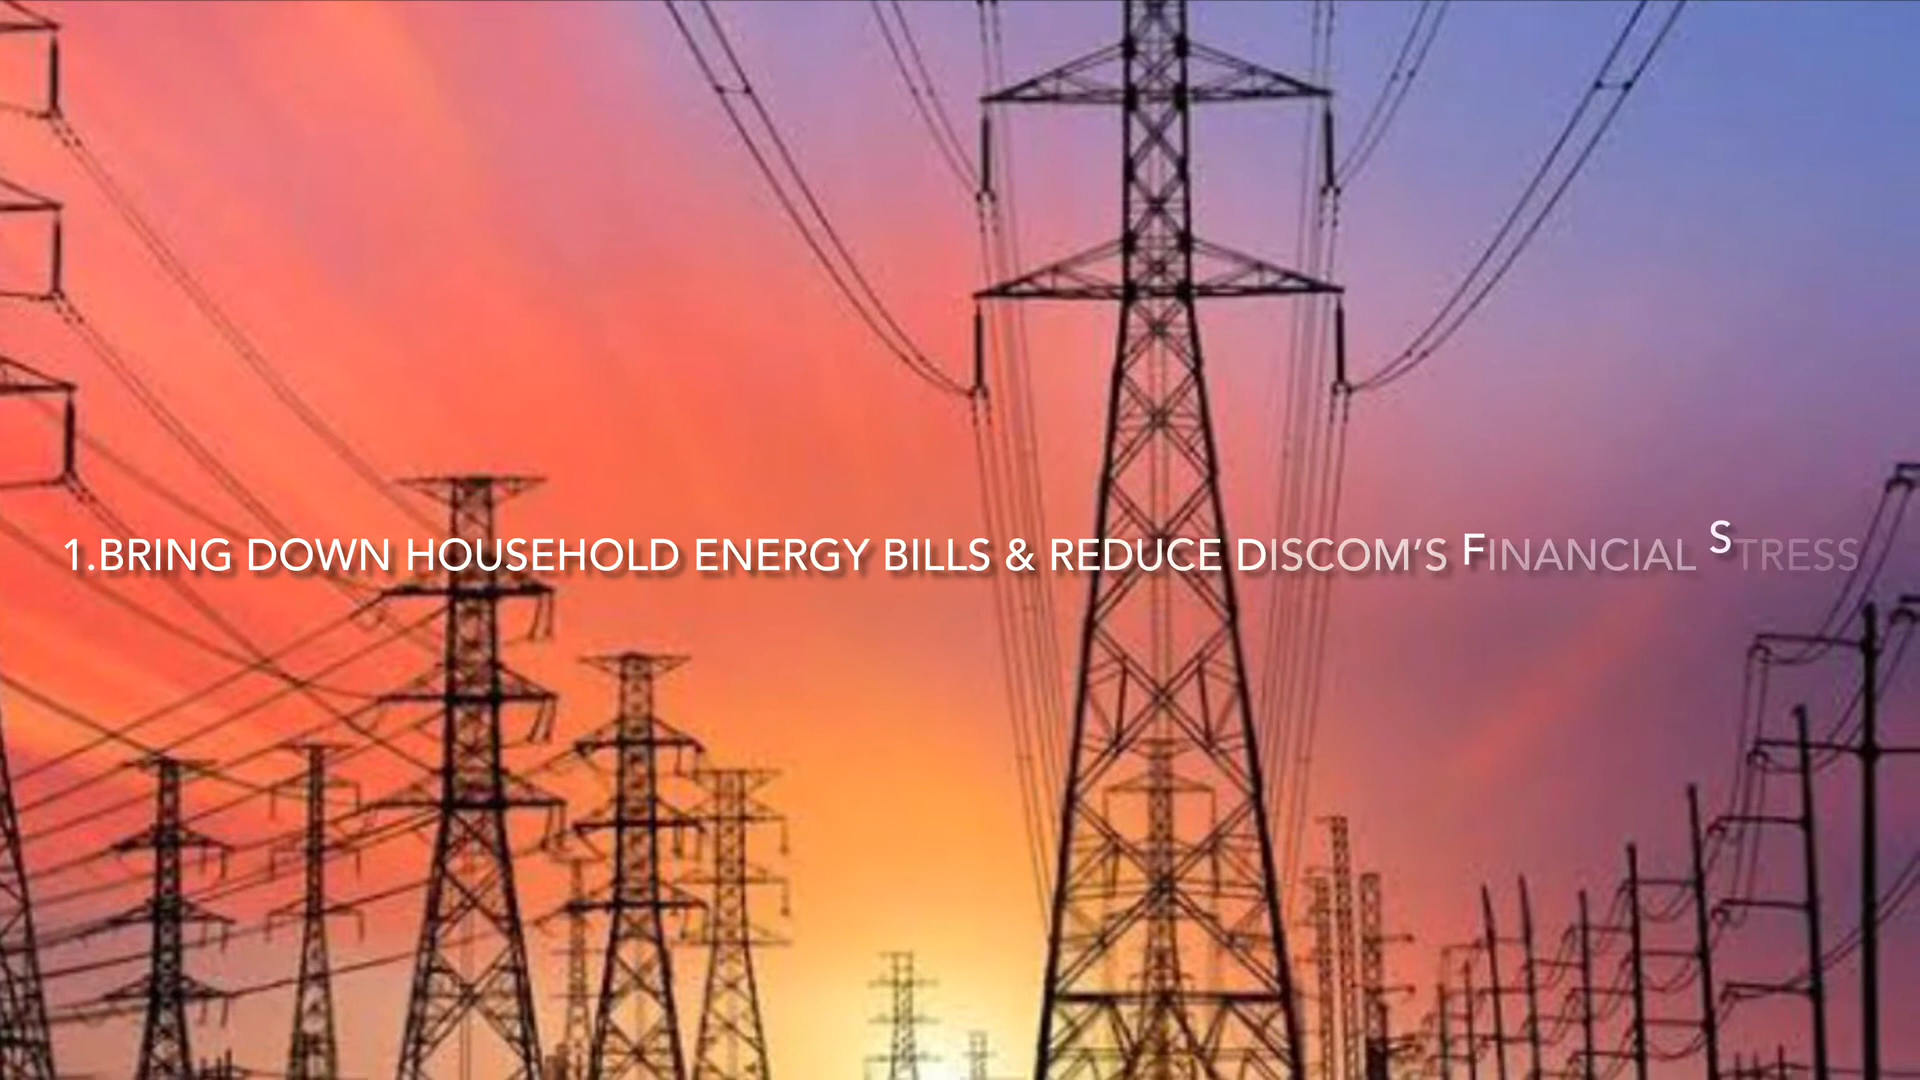 1.BRING DOWN HOUSEHOLD ENERGY BILLS & REDUCE DISCOM’S FINANCIAL STRESS